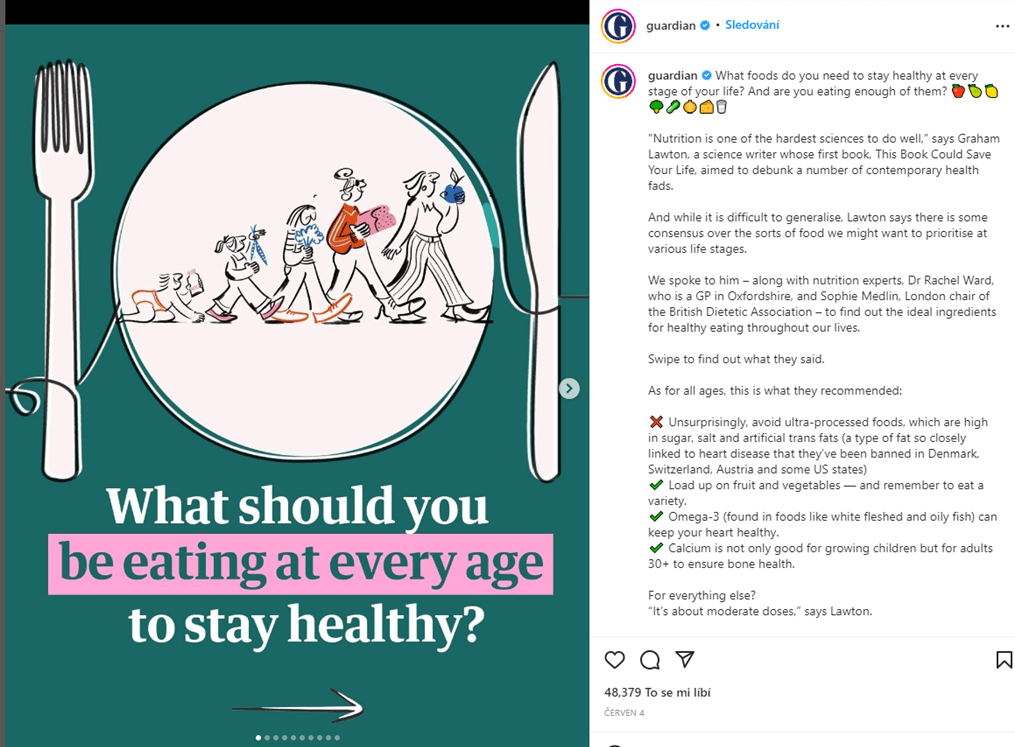 What should you
be eating at every age
to stay healthy?
guardian • Sledování
guardian What foods do you need to stay healthy at every
stage of your life? And are you eating enough of them? 🍎🍐🍋
🥦🥒🧅🧀🥛
“Nutrition is one of the hardest sciences to do well,” says Graham
Lawton, a science writer whose first book, This Book Could Save
Your Life, aimed to debunk a number of contemporary health
fads.
And while it is difficult to generalise, Lawton says there is some
consensus over the sorts of food we might want to prioritise at
various life stages.
We spoke to him – along with nutrition experts, Dr Rachel Ward,
who is a GP in Oxfordshire, and Sophie Medlin, London chair of
the British Dietetic Association – to find out the ideal ingredients
for healthy eating throughout our lives.
Swipe to find out what they said.
As for all ages, this is what they recommended:
❌ Unsurprisingly, avoid ultra-processed foods, which are high
in sugar, salt and artificial trans fats (a type of fat so closely
linked to heart disease that they’ve been banned in Denmark,
Switzerland, Austria and some US states)
✔ Load up on fruit and vegetables — and remember to eat a
variety.
✔ Omega-3 (found in foods like white fleshed and oily fish) can
keep your heart healthy.
✔ Calcium is not only good for growing children but for adults
30+ to ensure bone health.
For everything else?
“It’s about moderate doses,” says Lawton.
48,379 To se mi líbí
ČERVEN 4